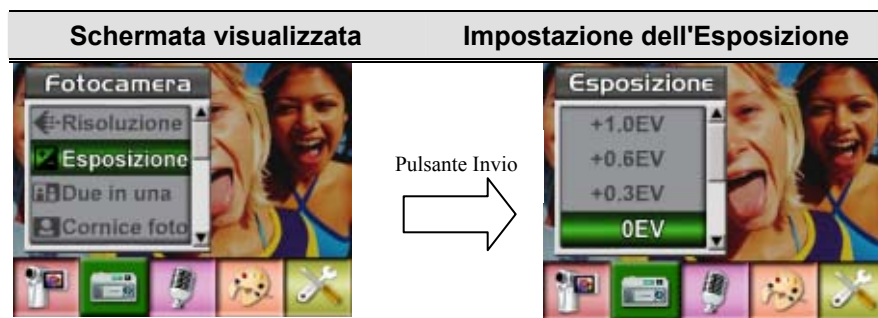 Schermata visualizzata Impostazione dell'Esposizione
Fotocamera
Risoluzione
Esposizione
Due in una
Cornice foto
Pulsante Invio
Esposizione
+1.0EV
+0.6EV
+0.3EV
0EV